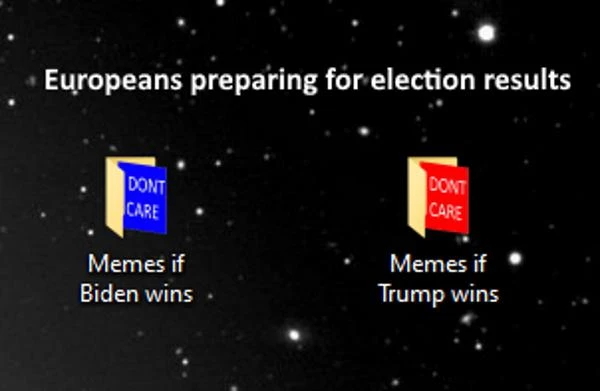 Europeans preparing for election results
DONT
CARE
DONT
CARE
Memes if
Biden wins
Memes if
Trump wins